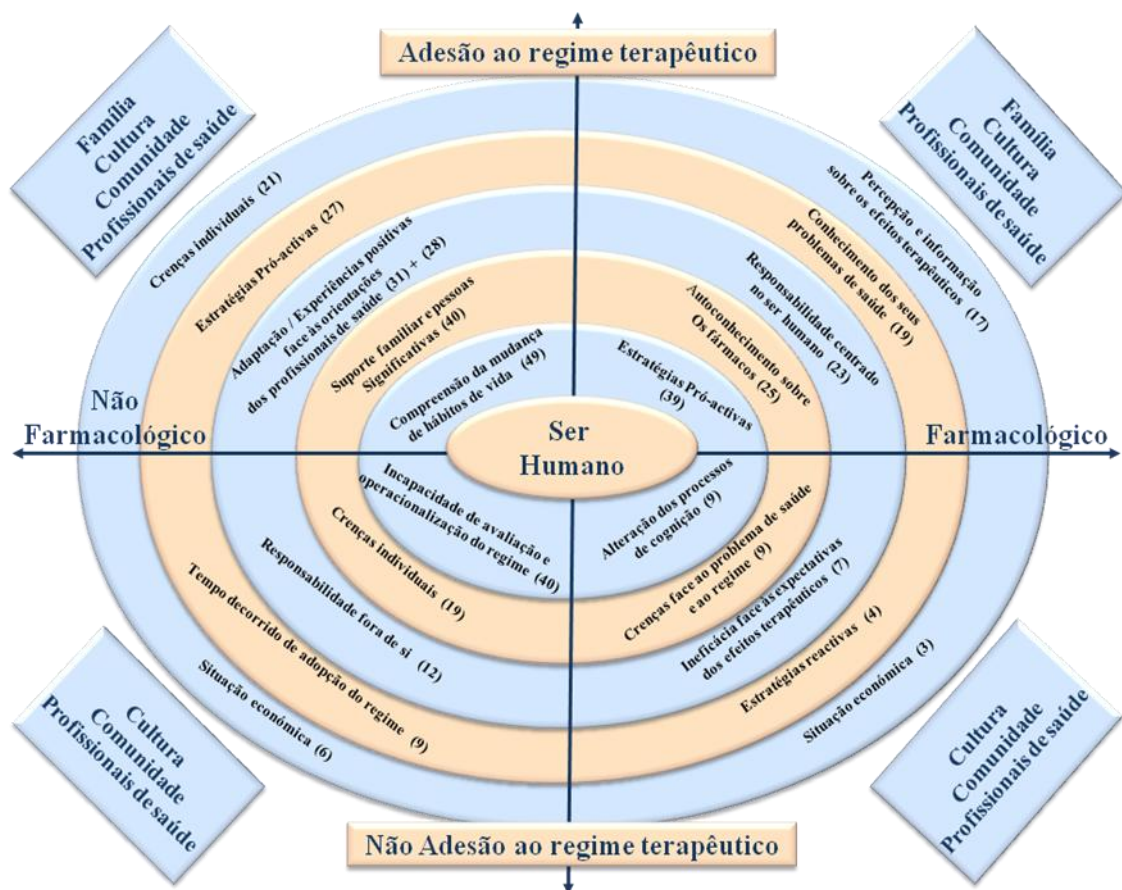 Adesão ao regime terapêutico
Família
Cultura
Comunidade
Profissionais de saúde
Família
Cultura
Comunidade
Profissionais de saúde
Crenças individuais (21)
Estratégias Pró-activas (27)
Adaptação / Experiências positivas
face às orientações
dos profissionais de saúde (31) + (28)
Suporte familiar e pessoas
Significativas (40)
Compreensão da mudança
de hábitos de vida (49)
Percepção e informação
sobre os efeitos terapêuticos (17)
Conhecimento dos seus
problemas de saúde (19)
Responsabilidade centrado
no ser humano (23)
Autoconhecimento sobre
Os fármacos (25)
Estratégias Pró-activas
(39)
Não
Farmacológico
Ser
Humano
Farmacológico
Incapacidade de avaliação e
operacionalização do regime (40)
Crenças individuais (19)
Responsabilidade fora de si (12)
Tempo decorrido de adopção do regime (9)
Situação económica (6)
Alteração dos processos
de cognição (9)
Crenças face ao problema de saúde
e ao regime (9)
Ineficácia face às expectativas
dos efeitos terapêuticos (7)
Estratégias reactivas (4)
Situação económica (3)
Cultura
Comunidade
Profissionais de saúde
Cultura
Comunidade
Profissionais de saúde
Não Adesão ao regime terapêutico